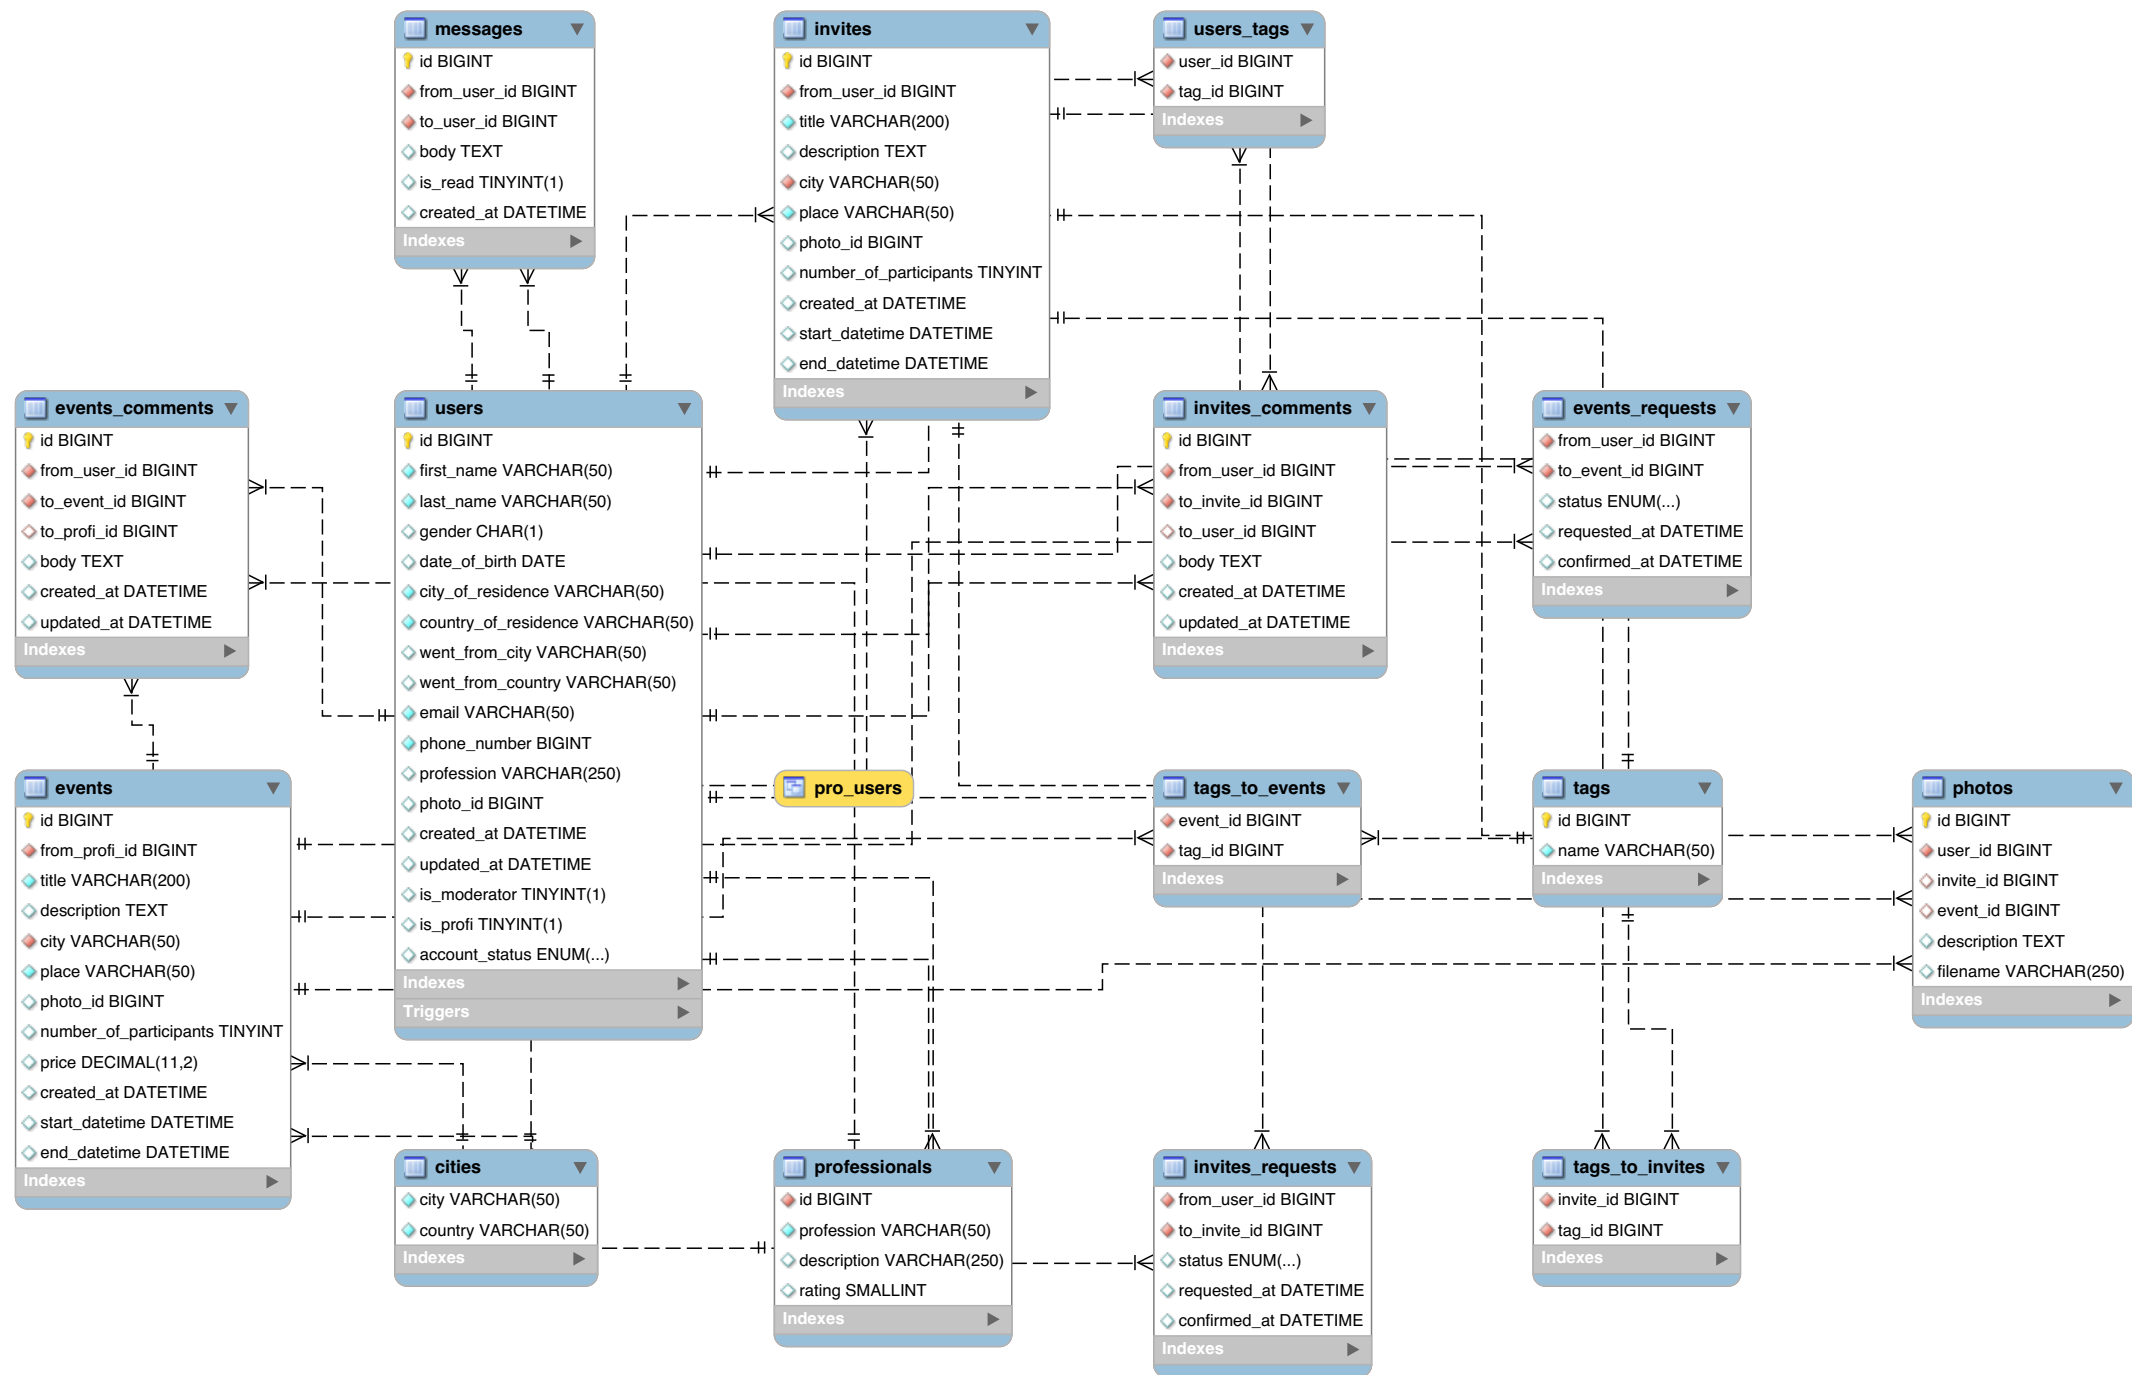 messages
id BIGINT
from_user_id BIGINT
to_user_id BIGINT
body TEXT
is_read TINYINT(1)
created_at DATETIME
Indexes
invites
id BIGINT
from_user_id BIGINT
title VARCHAR(200)
description TEXT
city VARCHAR(50)
place VARCHAR(50)
photo_id BIGINT
number_of_participants TINYINT
created_at DATETIME
start_datetime DATETIME
end_datetime DATETIME
Indexes
users_tags
user_id BIGINT
tag_id BIGINT
Indexes
events_comments
id BIGINT
from_user_id BIGINT
to_event_id BIGINT
to_profi_id BIGINT
body TEXT
created_at DATETIME
updated_at DATETIME
Indexes
users
id BIGINT
first_name VARCHAR(50)
last_name VARCHAR(50)
gender CHAR(1)
date_of_birth DATE
city_of_residence VARCHAR(50)
country_of_residence VARCHAR(50)
went_from_city VARCHAR(50)
went_from_country VARCHAR(50)
email VARCHAR(50)
phone_number BIGINT
profession VARCHAR(250)
photo_id BIGINT
created_at DATETIME
updated_at DATETIME
is_moderator TINYINT(1)
is_profi TINYINT(1)
account_status ENUM(...)
Indexes
Triggers
invites_comments
id BIGINT
from_user_id BIGINT
to_invite_id BIGINT
to_user_id BIGINT
body TEXT
created_at DATETIME
updated_at DATETIME
Indexes
events_requests
from_user_id BIGINT
to_event_id BIGINT
status ENUM(...)
requested_at DATETIME
confirmed_at DATETIME
Indexes
events
id BIGINT
from_profi_id BIGINT
title VARCHAR(200)
description TEXT
city VARCHAR(50)
place VARCHAR(50)
photo_id BIGINT
number_of_participants TINYINT
price DECIMAL(11,2)
created_at DATETIME
start_datetime DATETIME
end_datetime DATETIME
Indexes
pro_users
tags_to_events
event_id BIGINT
tag_id BIGINT
Indexes
tags
id BIGINT
name VARCHAR(50)
Indexes
photos
id BIGINT
user_id BIGINT
invite_id BIGINT
event_id BIGINT
description TEXT
filename VARCHAR(250)
Indexes
cities
city VARCHAR(50)
country VARCHAR(50)
Indexes
professionals
id BIGINT
profession VARCHAR(50)
description VARCHAR(250)
rating SMALLINT
Indexes
invites_requests
from_user_id BIGINT
to_invite_id BIGINT
status ENUM(...)
requested_at DATETIME
confirmed_at DATETIME
Indexes
tags_to_invites
invite_id BIGINT
tag_id BIGINT
Indexes